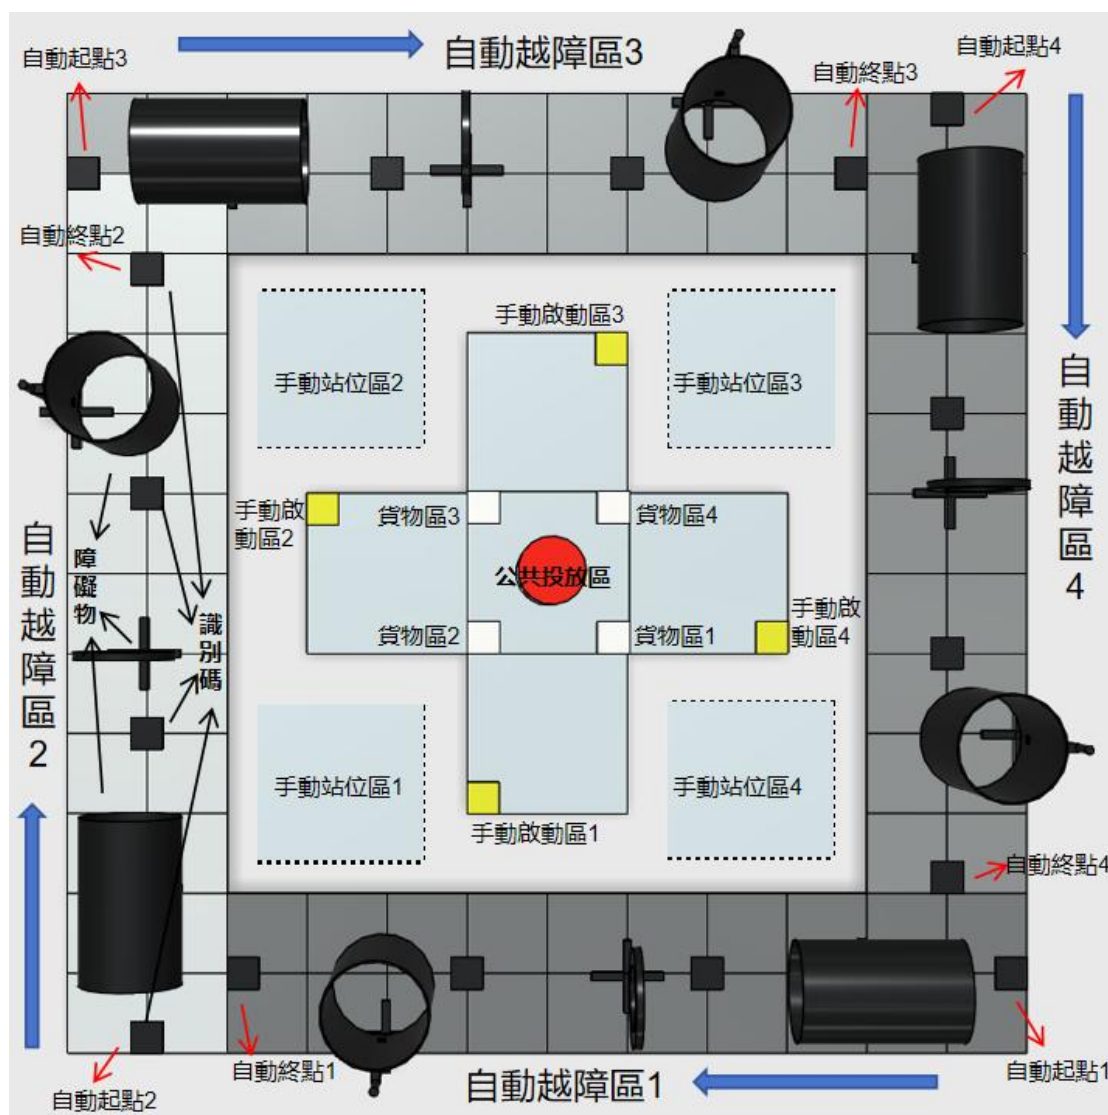 自動越障區3
自動起點3
自動起點4
自動終點3
自動終點2
手動啟動區3
手動站位區2
手動站位區3
自動越障區4
手動啟
動區2
貨物區3
貨物區4
公共投放區
自動越障區2
障礙物
識別碼
貨物區2
貨物區1
手動啟
動區4
手動站位區1
手動站位區4
手動啟動區1
自動終點4
自動終點1
自動越障區1
自動起點1
自動起點2